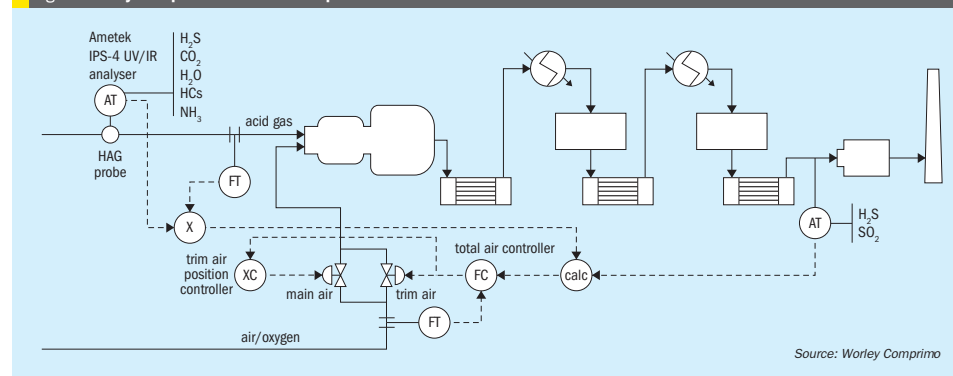 Ametek
IPS-4 UV/IR
analyser
H₂S
CO₂
H₂O
HCs
NH₃
AT
acid gas
HAG
probe
FT
X
trim air
position
controller
XC
main air
trim air
total air controller
FC
calc
AT
H₂S
SO₂
FT
air/oxygen
Source: Worley Comprimo